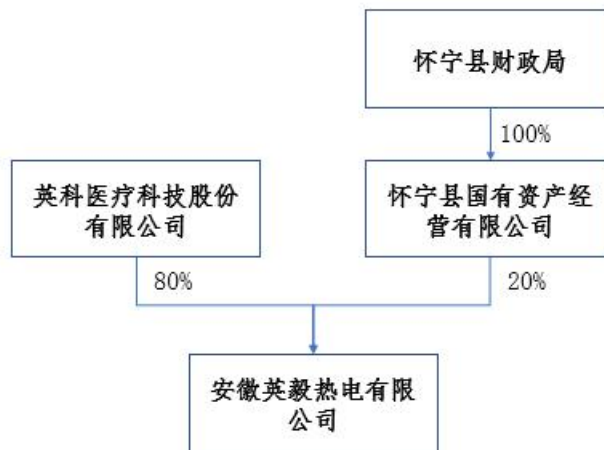 怀宁县财政局
100%
英科医疗科技股份
有限公司
怀宁县国有资产经
营有限公司
80%
20%
安徽英毅热电有限
公司